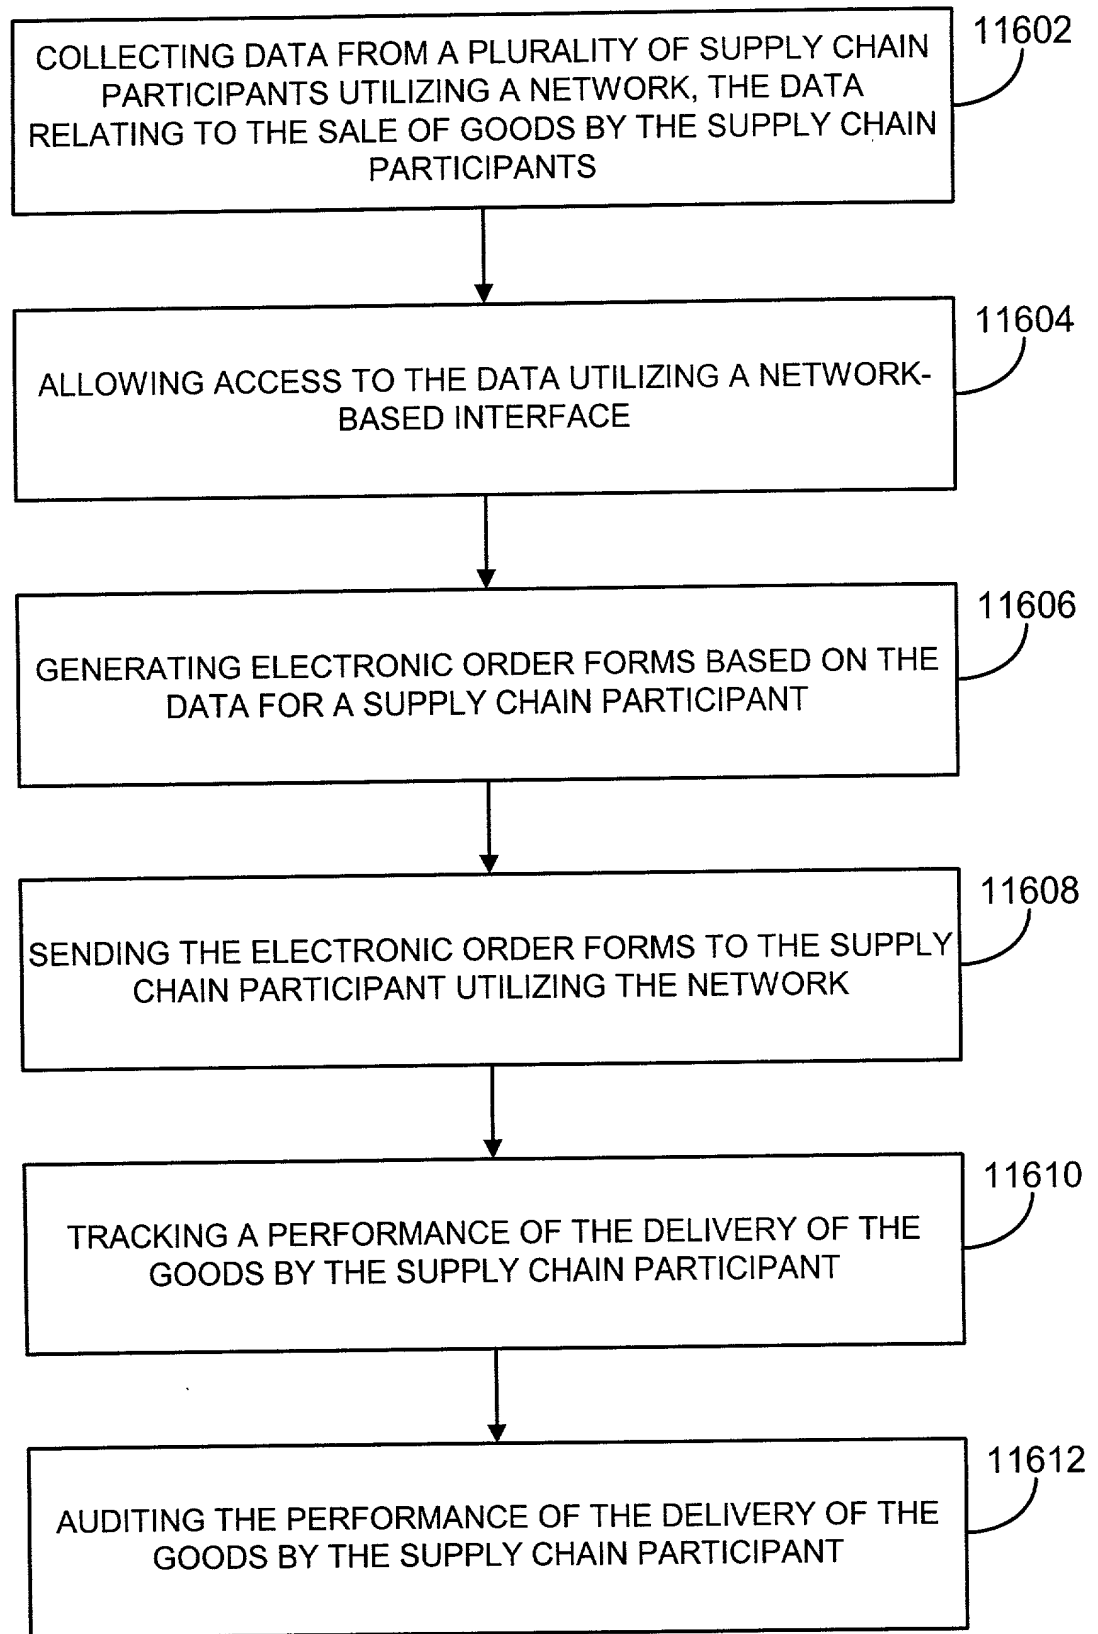 11602
COLLECTING DATA FROM A PLURALITY OF SUPPLY CHAIN
PARTICIPANTS UTILIZING A NETWORK, THE DATA
RELATING TO THE SALE OF GOODS BY THE SUPPLY CHAIN
PARTICIPANTS
11604
ALLOWING ACCESS TO THE DATA UTILIZING A NETWORK-
BASED INTERFACE
11606
GENERATING ELECTRONIC ORDER FORMS BASED ON THE
DATA FOR A SUPPLY CHAIN PARTICIPANT
11608
SENDING THE ELECTRONIC ORDER FORMS TO THE SUPPLY
CHAIN PARTICIPANT UTILIZING THE NETWORK
11610
TRACKING A PERFORMANCE OF THE DELIVERY OF THE
GOODS BY THE SUPPLY CHAIN PARTICIPANT
11612
AUDITING THE PERFORMANCE OF THE DELIVERY OF THE
GOODS BY THE SUPPLY CHAIN PARTICIPANT